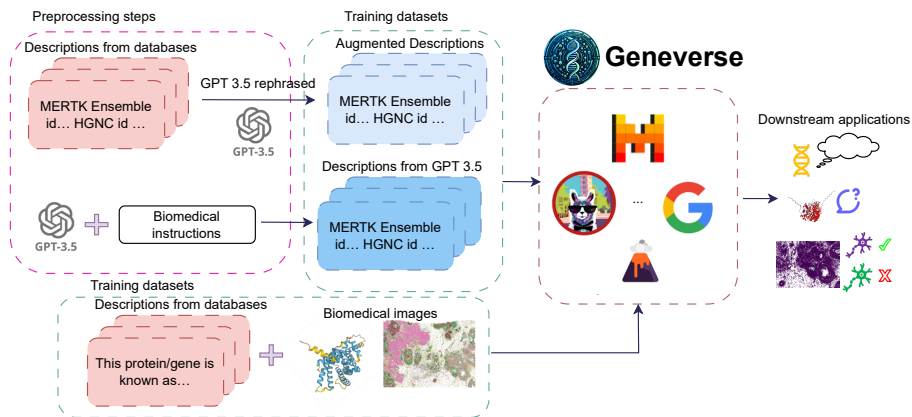 Preprocessing steps
Training datasets
Descriptions from databases
MERTK Ensemble
id... HGNC id ...
GPT 3.5 rephrased
GPT-3.5
Augmented Descriptions
MERTK Ensemble
id... HGNC id ...
GPT-3.5
Biomedical
instructions
Descriptions from GPT 3.5
MERTK Ensemble
id... HGNC id ...
Geneverse
...
Downstream applications
Training datasets
Descriptions from databases
This protein/gene is
known as...
Biomedical images